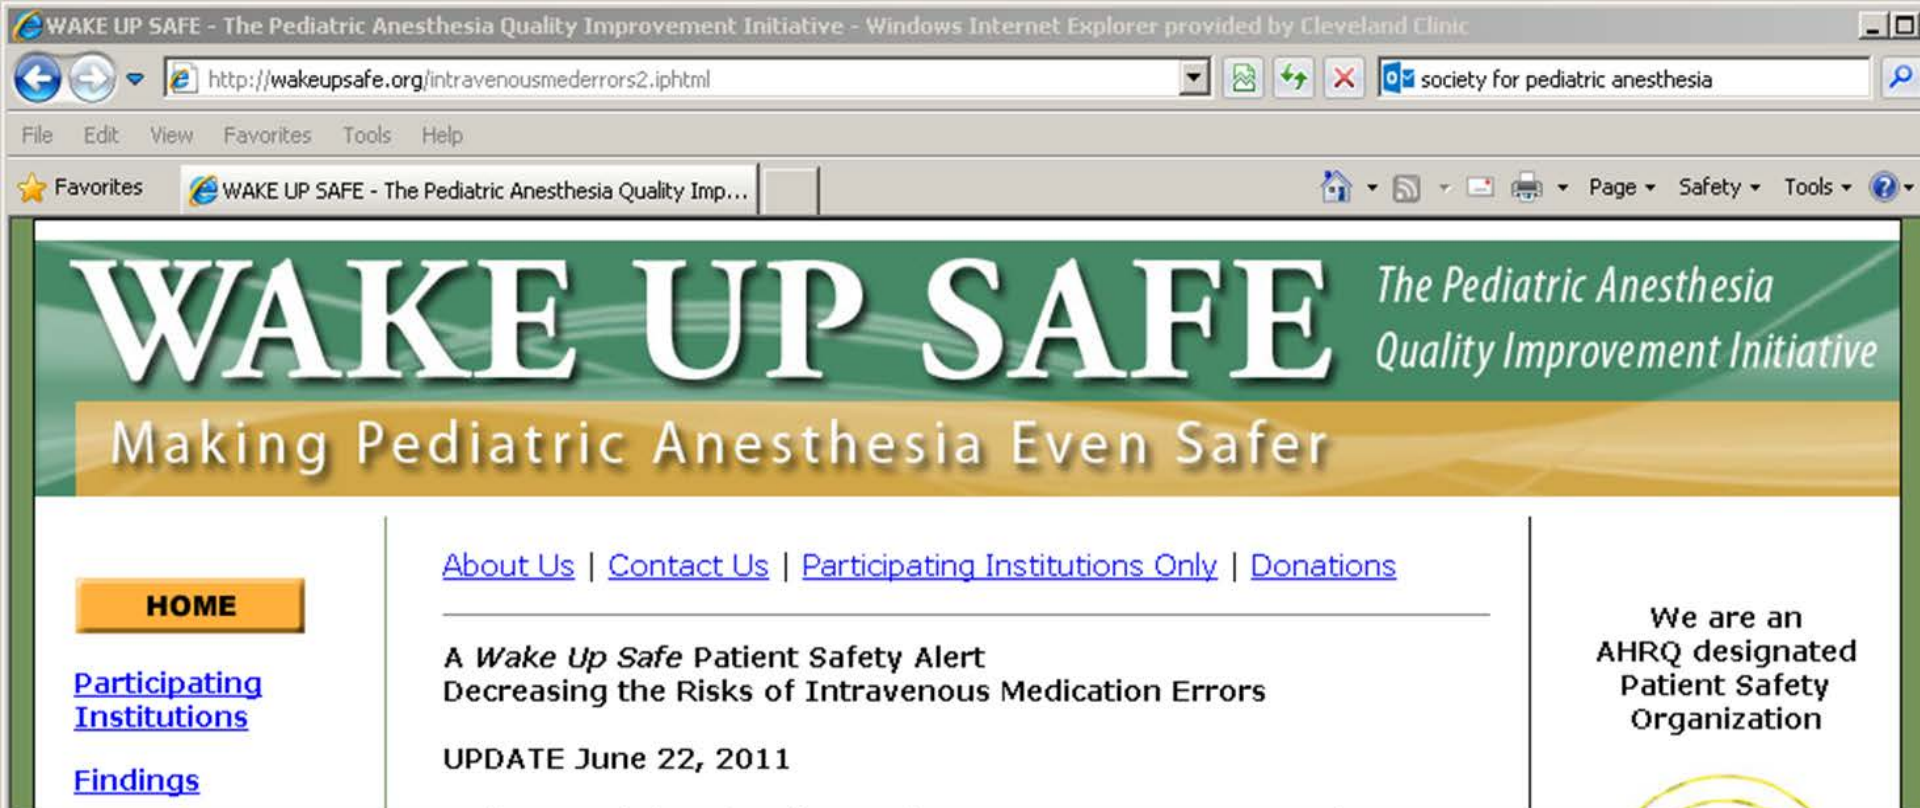 WAKE UP SAFE - The Pediatric Anesthesia Quality Improvement Initiative - Windows Internet Explorer provided by Cleveland Clinic
http://wakeupsafe.org/intravenousmederrors2.iphtml
society for pediatric anesthesia
File Edit View Favorites Tools Help
Favorites
WAKE UP SAFE - The Pediatric Anesthesia Quality Imp...
Page Safety Tools
WAKE UP SAFE
The Pediatric Anesthesia
Quality Improvement Initiative
Making Pediatric Anesthesia Even Safer
HOME
Participating
Institutions
Findings
About Us | Contact Us | Participating Institutions Only | Donations
A Wake Up Safe Patient Safety Alert
Decreasing the Risks of Intravenous Medication Errors
UPDATE June 22, 2011
We are an
AHRQ designated
Patient Safety
Organization